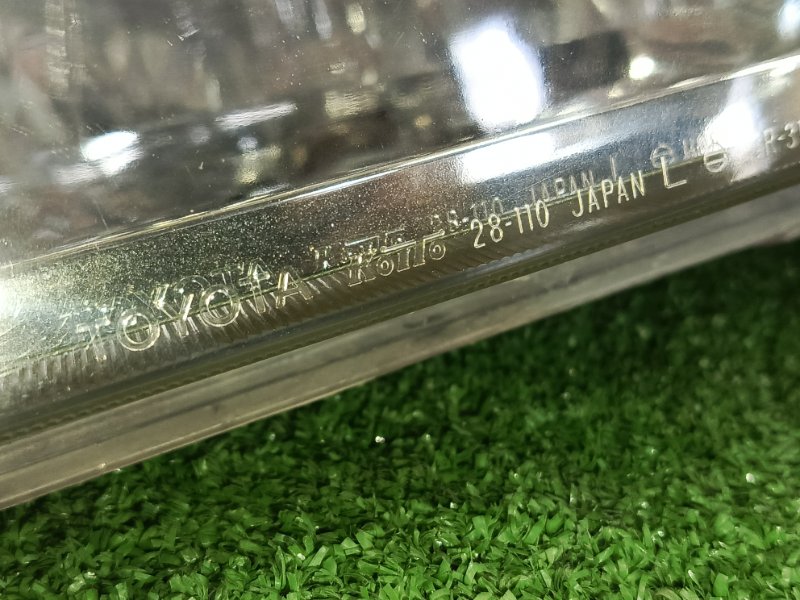 TOYOTA KOITO 28-110 JAPAN L